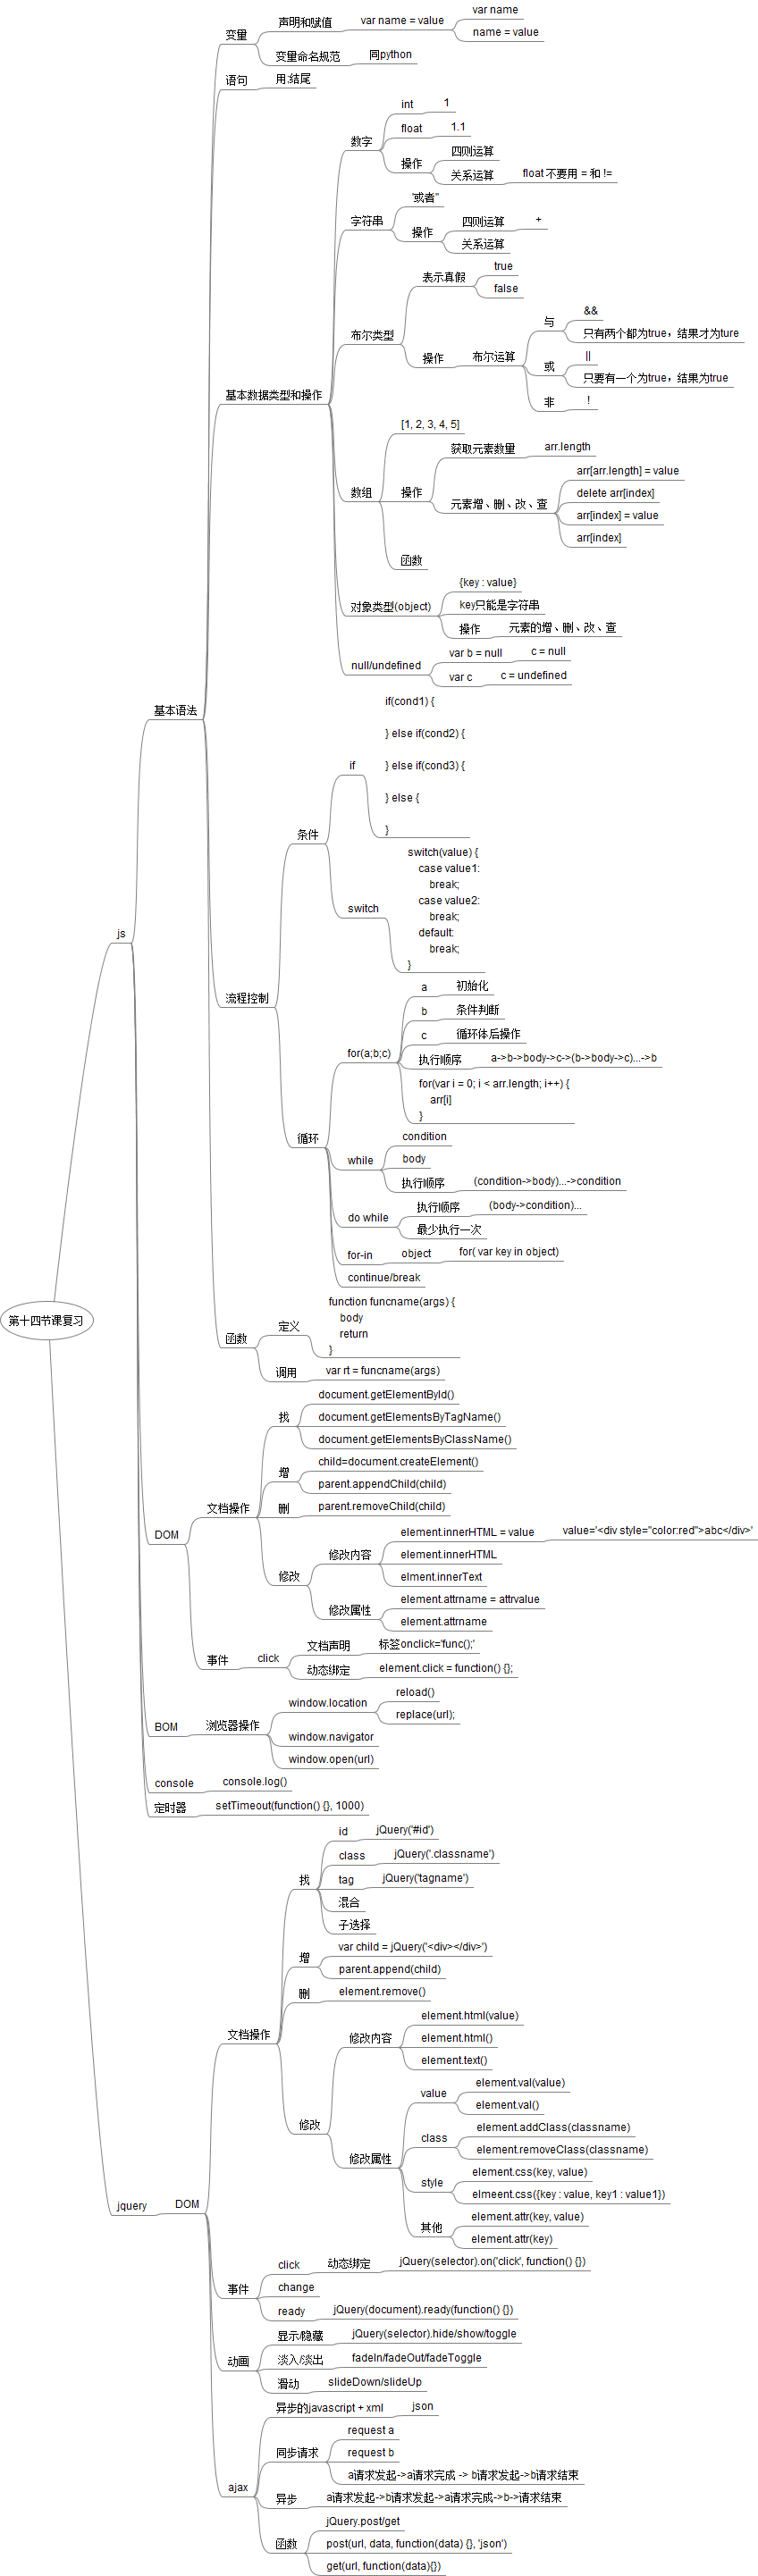 第十四节课复习
js
基本语法
变量
声明和赋值
var name = value
var name
name = value
变量命名规范
同python
语句
用;结尾
基本数据类型和操作
数字
int
1
float
1.1
操作
四则运算
关系运算
float 不要用 = 和 !=
字符串
'或者"
操作
四则运算
+
关系运算
布尔类型
表示真假
true
false
操作
布尔运算
与
&&
只有两个都为true，结果才为ture
或
||
只要有一个为true，结果为true
非
!
数组
[1, 2, 3, 4, 5]
操作
获取元素数量
arr.length
元素增、删、改、查
arr[arr.length] = value
delete arr[index]
arr[index] = value
arr[index]
函数
对象类型(object)
{key : value}
key只能是字符串
操作
元素的增、删、改、查
null/undefined
var b = null
c = null
var c
c = undefined
流程控制
条件
if
if(cond1) {
} else if(cond2) {
} else if(cond3) {
} else {
}
switch
switch(value) {
case value1:
break;
case value2:
break;
default:
break;
}
循环
for(a;b;c)
a
初始化
b
条件判断
c
循环体后操作
执行顺序
a->b->body->c->(b->body->c)...->b
for(var i = 0; i < arr.length; i++) {
arr[i]
}
while
condition
body
执行顺序
(condition->body)...->condition
do while
执行顺序
(body->condition)...
最少执行一次
for-in
object
for( var key in object)
continue/break
函数
定义
function funcname(args) {
body
return
}
调用
var rt = funcname(args)
DOM
文档操作
找
document.getElementById()
document.getElementsByTagName()
document.getElementsByClassName()
增
child=document.createElement()
parent.appendChild(child)
删
parent.removeChild(child)
修改
修改内容
element.innerHTML = value
value='<div style="color:red">abc</div>'
element.innerHTML
elment.innerText
修改属性
element.attrname = attrvalue
element.attrname
事件
click
文档声明
标签onclick='func();'
动态绑定
element.click = function() {};
BOM
浏览器操作
window.location
reload()
replace(url);
window.navigator
window.open(url)
console
console.log()
定时器
setTimeout(function() {}, 1000)
jquery
DOM
文档操作
找
id
jQuery('#id')
class
jQuery('.classname')
tag
jQuery('tagname')
混合
子选择
增
var child = jQuery('<div></div>')
parent.append(child)
删
element.remove()
修改
修改内容
element.html(value)
element.html()
element.text()
修改属性
value
element.val(value)
element.val()
class
element.addClass(classname)
element.removeClass(classname)
style
element.css(key, value)
elmeent.css({key : value, key1 : value1})
其他
element.attr(key, value)
element.attr(key)
事件
click
动态绑定
jQuery(selector).on('click', function() {})
change
ready
jQuery(document).ready(function() {})
动画
显示/隐藏
jQuery(selector).hide/show/toggle
淡入/淡出
fadeIn/fadeOut/fadeToggle
滑动
slideDown/slideUp
ajax
异步的javascript + xml
json
同步请求
request a
request b
a请求发起->a请求完成 -> b请求发起->b请求结束
异步
a请求发起->b请求发起->a请求完成->b->请求结束
函数
jQuery.post/get
post(url, data, function(data) {}, 'json')
get(url, function(data){})